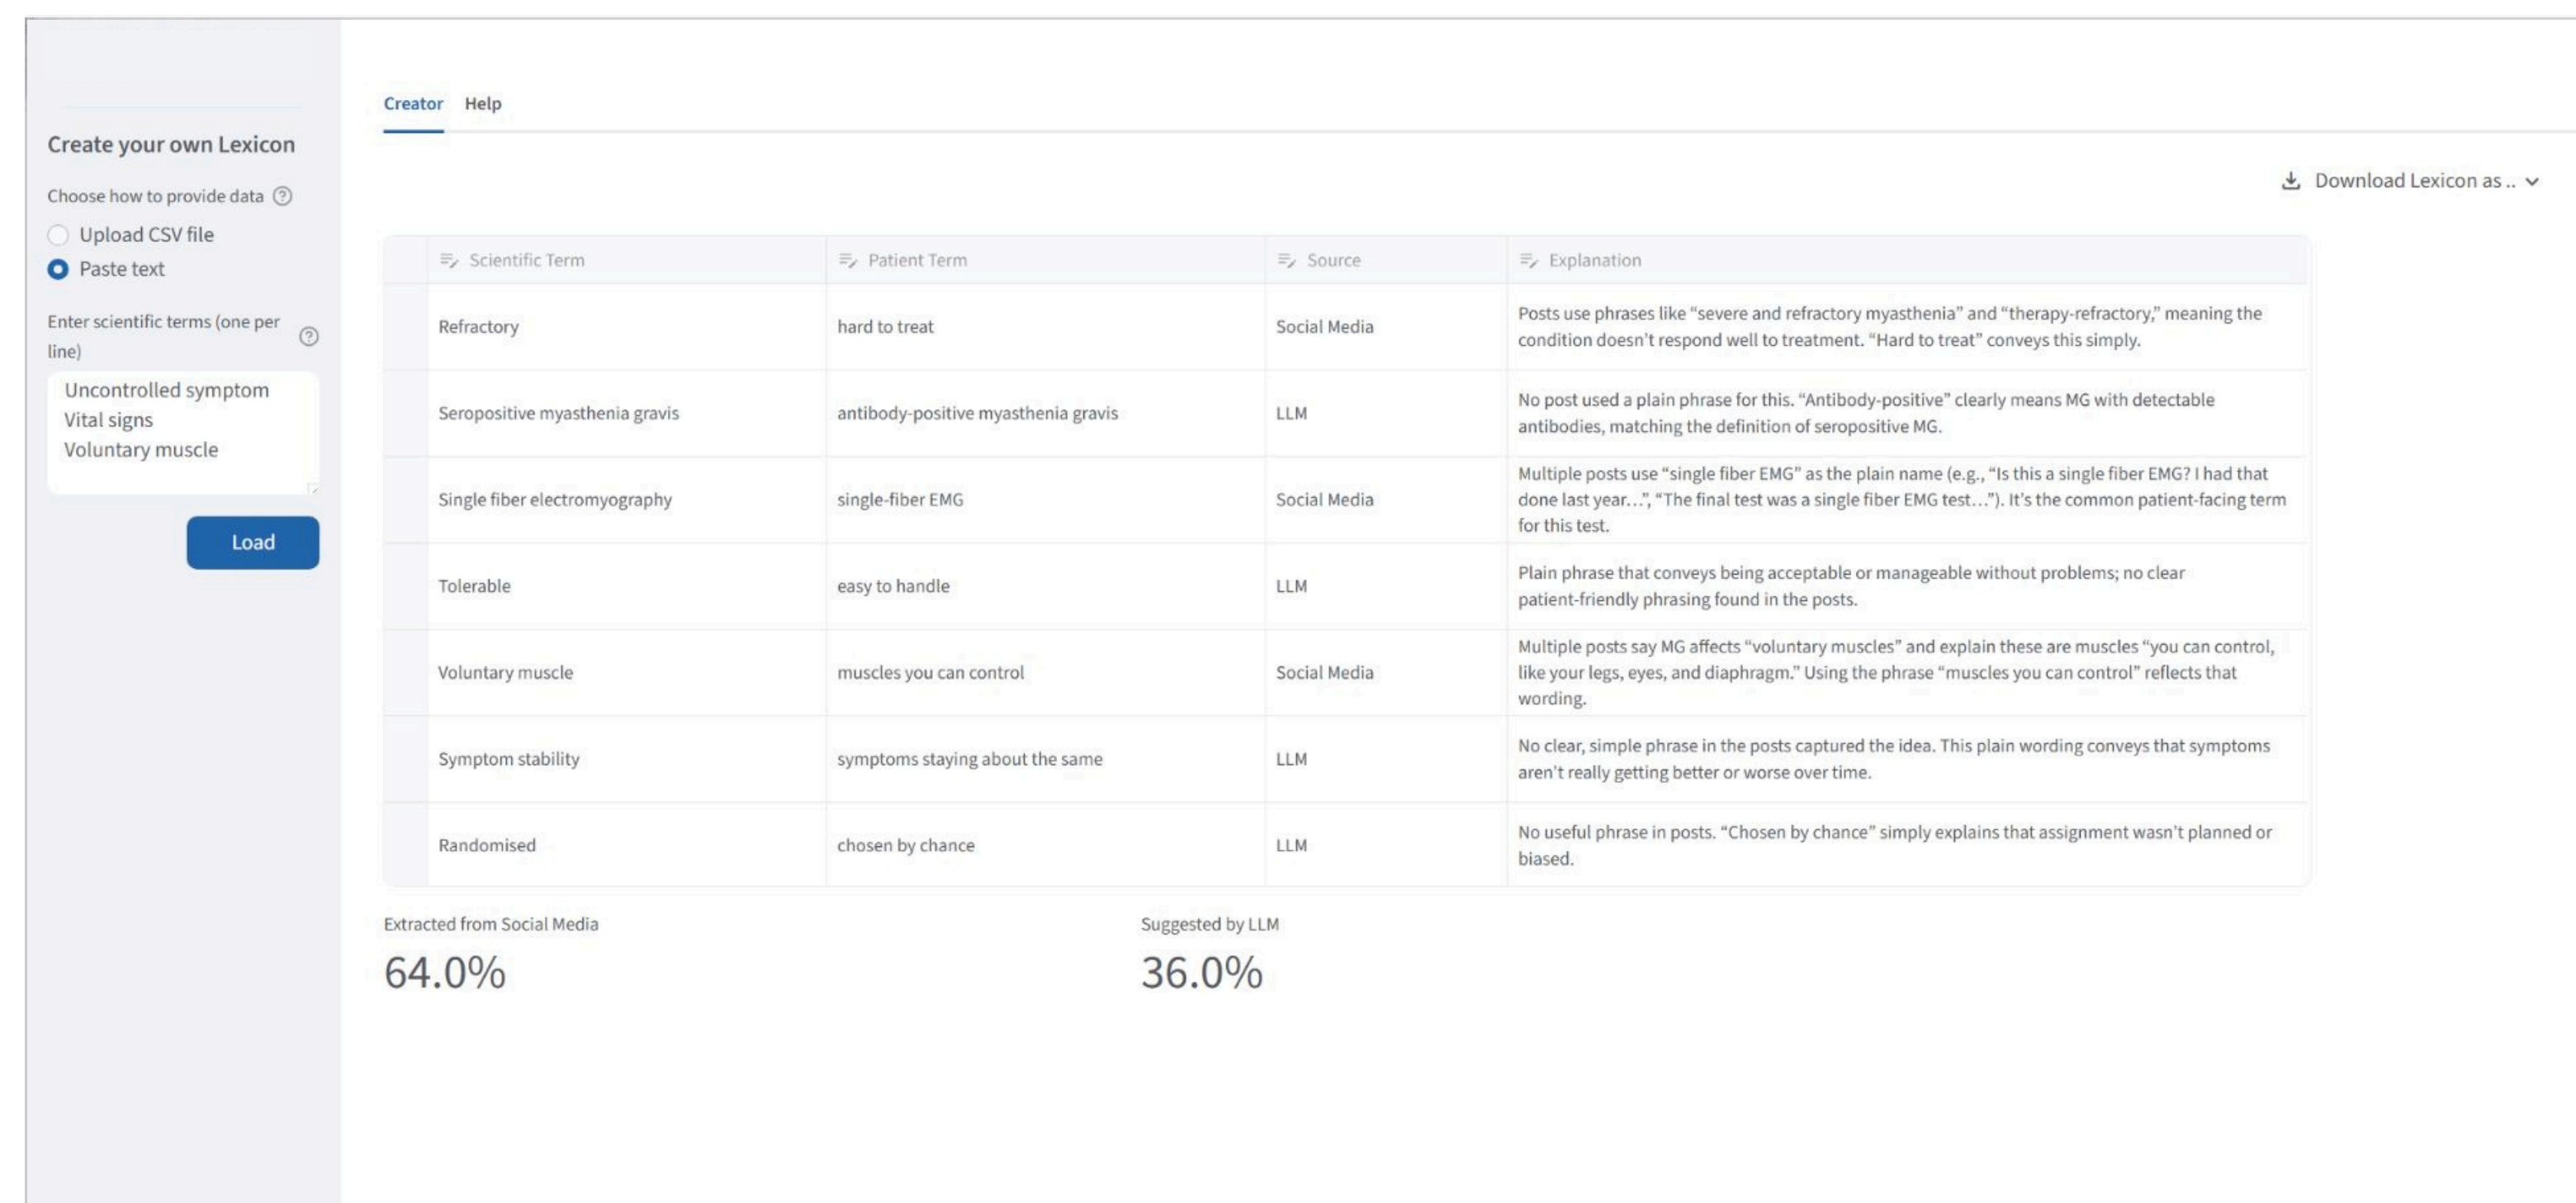 Create your own Lexicon
Choose how to provide data
Upload CSV file
Paste text
Enter scientific terms (one per
line)
Uncontrolled symptom
Vital signs
Voluntary muscle
Load
Creator Help
Download Lexicon as ..
Scientific Term Patient Term Source Explanation
Refractory hard to treat Social Media Posts use phrases like “severe and refractory myasthenia” and “therapy-refractory,” meaning the
condition doesn’t respond well to treatment. “Hard to treat” conveys this simply.
Seropositive myasthenia gravis antibody-positive myasthenia gravis LLM No post used a plain phrase for this. “Antibody-positive” clearly means MG with detectable
antibodies, matching the definition of seropositive MG.
Single fiber electromyography single-fiber EMG Social Media Multiple posts use “single fiber EMG” as the plain name (e.g., “Is this a single fiber EMG? I had that
done last year…”, “The final test was a single fiber EMG test…”). It’s the common patient-facing term
for this test.
Tolerable easy to handle LLM Plain phrase that conveys being acceptable or manageable without problems; no clear
patient-friendly phrasing found in the posts.
Voluntary muscle muscles you can control Social Media Multiple posts say MG affects “voluntary muscles” and explain these are muscles “you can control,
like your legs, eyes, and diaphragm.” Using the phrase “muscles you can control” reflects that
wording.
Symptom stability symptoms staying about the same LLM No clear, simple phrase in the posts captured the idea. This plain wording conveys that symptoms
aren’t really getting better or worse over time.
Randomised chosen by chance LLM No useful phrase in posts. “Chosen by chance” simply explains that assignment wasn’t planned or
biased.
Extracted from Social Media Suggested by LLM
64.0% 36.0%